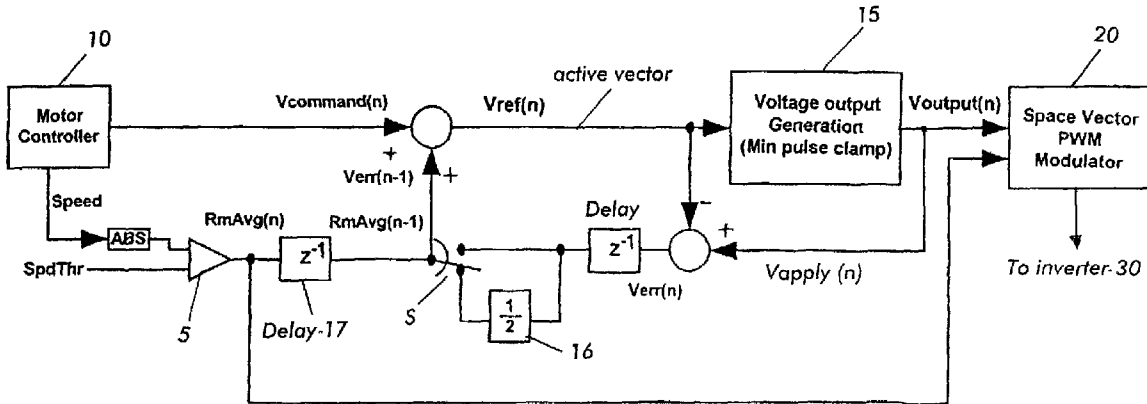 10
15
20
active vector
Motor
Controller
Vcommand(n)
Vref(n)
Voltage output
Generation
(Min pulse clamp)
Voutput(n)
Space Vector
PWM
Modulator
+
Verr(n-1)
+
-
+
Speed
ABS
RmAvg(n)
RmAvg(n-1)
Delay
z-1
z-1
SpdThr
5
Delay-17
S
1
2
16
Verr(n)
Vapply (n)
To inverter-30